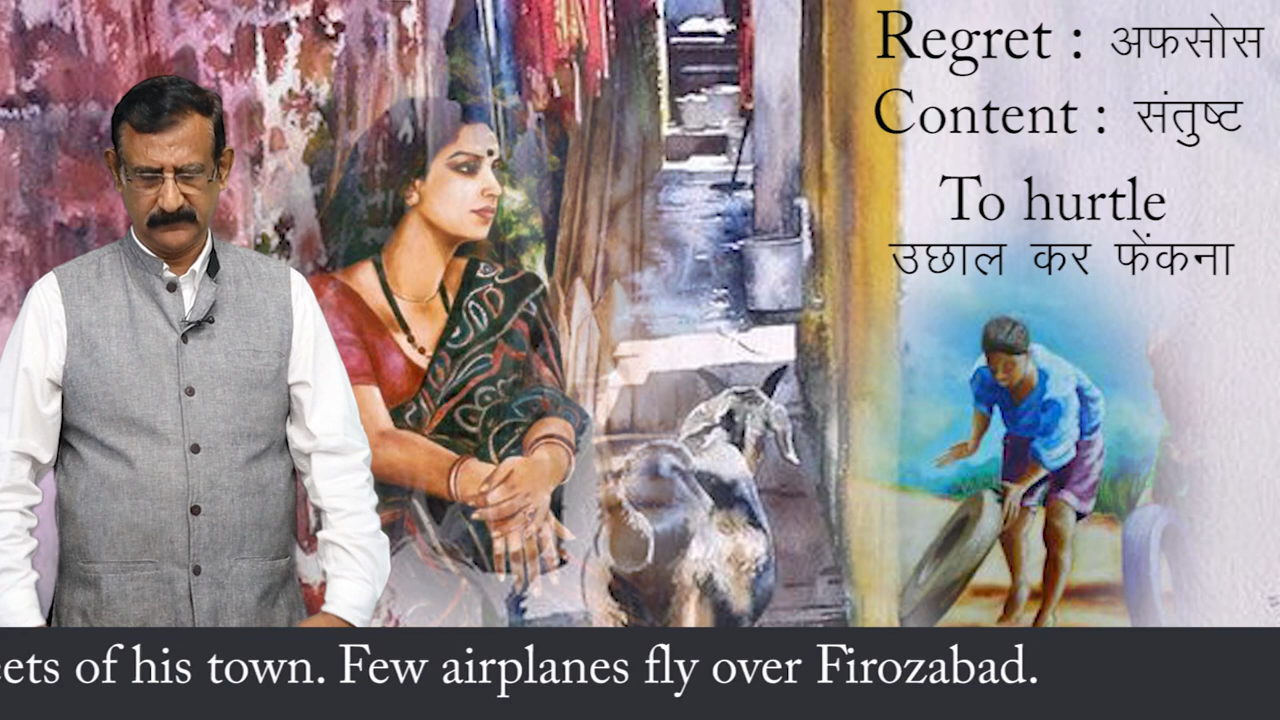 Regret : अफसोस
Content : संतुष्ट
To hurtle
उछाल कर फेंकना
ets of his town. Few airplanes fly over Firozabad.